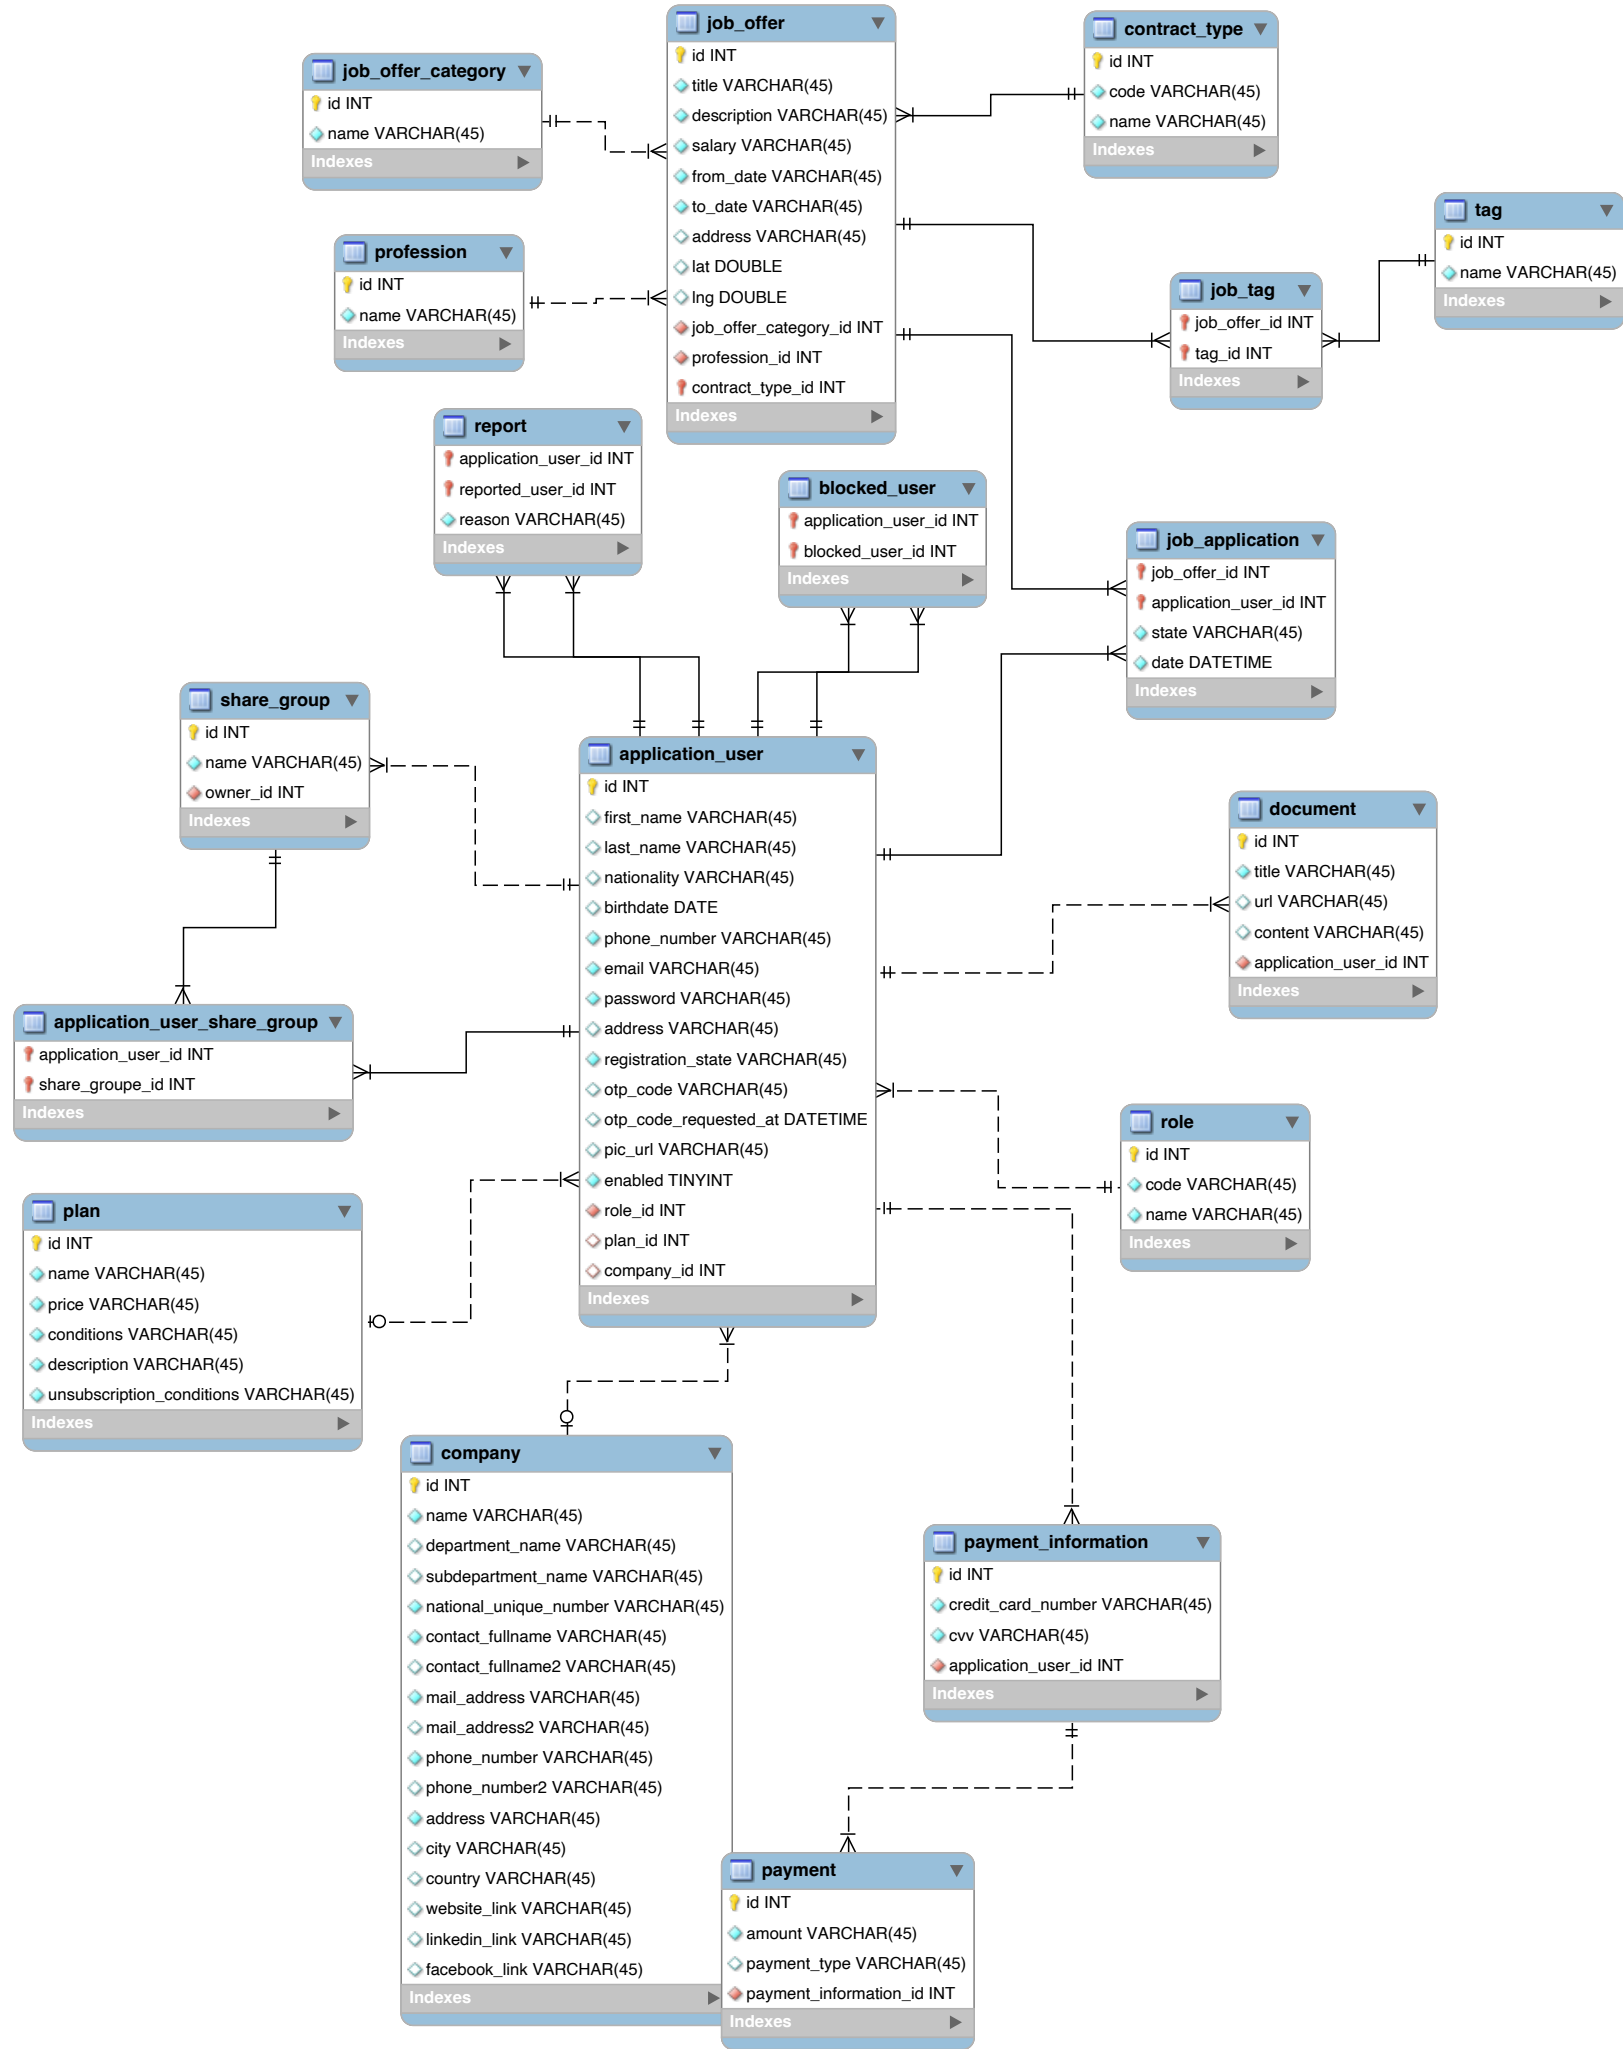 job_offer
id INT
title VARCHAR(45)
description VARCHAR(45)
salary VARCHAR(45)
from_date VARCHAR(45)
to_date VARCHAR(45)
address VARCHAR(45)
lat DOUBLE
lng DOUBLE
job_offer_category_id INT
profession_id INT
contract_type_id INT
Indexes
contract_type
id INT
code VARCHAR(45)
name VARCHAR(45)
Indexes
job_offer_category
id INT
name VARCHAR(45)
Indexes
tag
id INT
name VARCHAR(45)
Indexes
profession
id INT
name VARCHAR(45)
Indexes
job_tag
job_offer_id INT
tag_id INT
Indexes
report
application_user_id INT
reported_user_id INT
reason VARCHAR(45)
Indexes
blocked_user
application_user_id INT
blocked_user_id INT
Indexes
job_application
job_offer_id INT
application_user_id INT
state VARCHAR(45)
date DATETIME
Indexes
share_group
id INT
name VARCHAR(45)
owner_id INT
Indexes
application_user
id INT
first_name VARCHAR(45)
last_name VARCHAR(45)
nationality VARCHAR(45)
birthdate DATE
phone_number VARCHAR(45)
email VARCHAR(45)
password VARCHAR(45)
address VARCHAR(45)
registration_state VARCHAR(45)
otp_code VARCHAR(45)
otp_code_requested_at DATETIME
pic_url VARCHAR(45)
enabled TINYINT
role_id INT
plan_id INT
company_id INT
Indexes
document
id INT
title VARCHAR(45)
url VARCHAR(45)
content VARCHAR(45)
application_user_id INT
Indexes
application_user_share_group
application_user_id INT
share_groupe_id INT
Indexes
role
id INT
code VARCHAR(45)
name VARCHAR(45)
Indexes
plan
id INT
name VARCHAR(45)
price VARCHAR(45)
conditions VARCHAR(45)
description VARCHAR(45)
unsubscription_conditions VARCHAR(45)
Indexes
company
id INT
name VARCHAR(45)
department_name VARCHAR(45)
subdepartment_name VARCHAR(45)
national_unique_number VARCHAR(45)
contact_fullname VARCHAR(45)
contact_fullname2 VARCHAR(45)
mail_address VARCHAR(45)
mail_address2 VARCHAR(45)
phone_number VARCHAR(45)
phone_number2 VARCHAR(45)
address VARCHAR(45)
city VARCHAR(45)
country VARCHAR(45)
website_link VARCHAR(45)
linkedin_link VARCHAR(45)
facebook_link VARCHAR(45)
Indexes
payment_information
id INT
credit_card_number VARCHAR(45)
cvv VARCHAR(45)
application_user_id INT
Indexes
payment
id INT
amount VARCHAR(45)
payment_type VARCHAR(45)
payment_information_id INT
Indexes